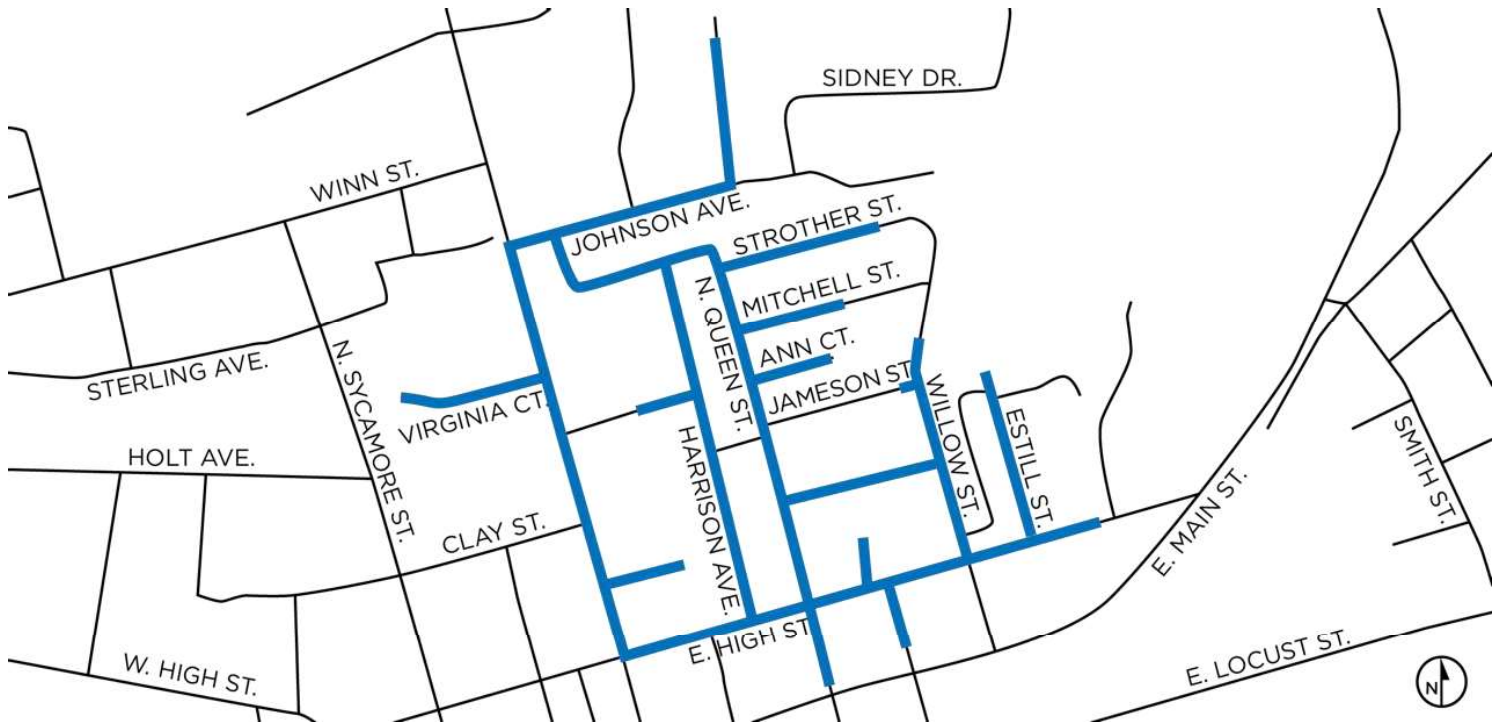 SIDNEY DR.
WINN ST.
JOHNSON AVE.
STROTHER ST.
MITCHELL ST.
N. QUEEN ST.
ANN CT.
JAMESON ST.
STERLING AVE.
N. SYCAMORE ST.
VIRGINIA CT.
WILLOW ST.
ESTILL ST.
HARRISON AVE.
HOLT AVE.
SMITH ST.
CLAY ST.
E. MAIN ST.
E. HIGH ST
W. HIGH ST.
E. LOCUST ST.
N